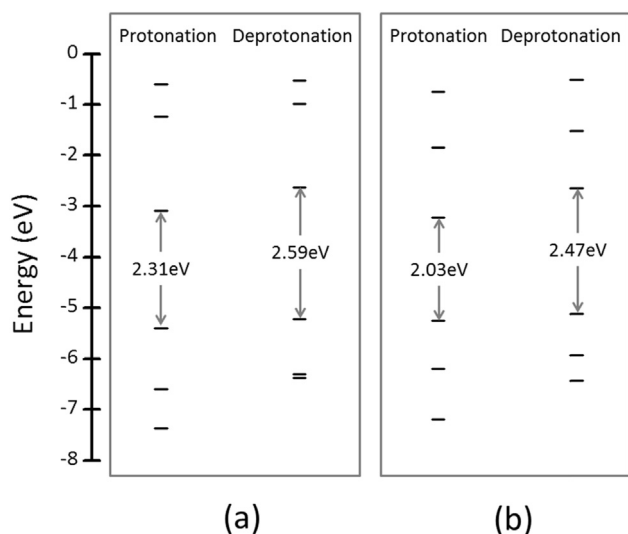 0
-1
-2
-3
-4
-5
-6
-7
-8
Energy (eV)
Protonation Deprotonation
2.31eV
2.59eV
(a)
Protonation Deprotonation
2.03eV
2.47eV
(b)